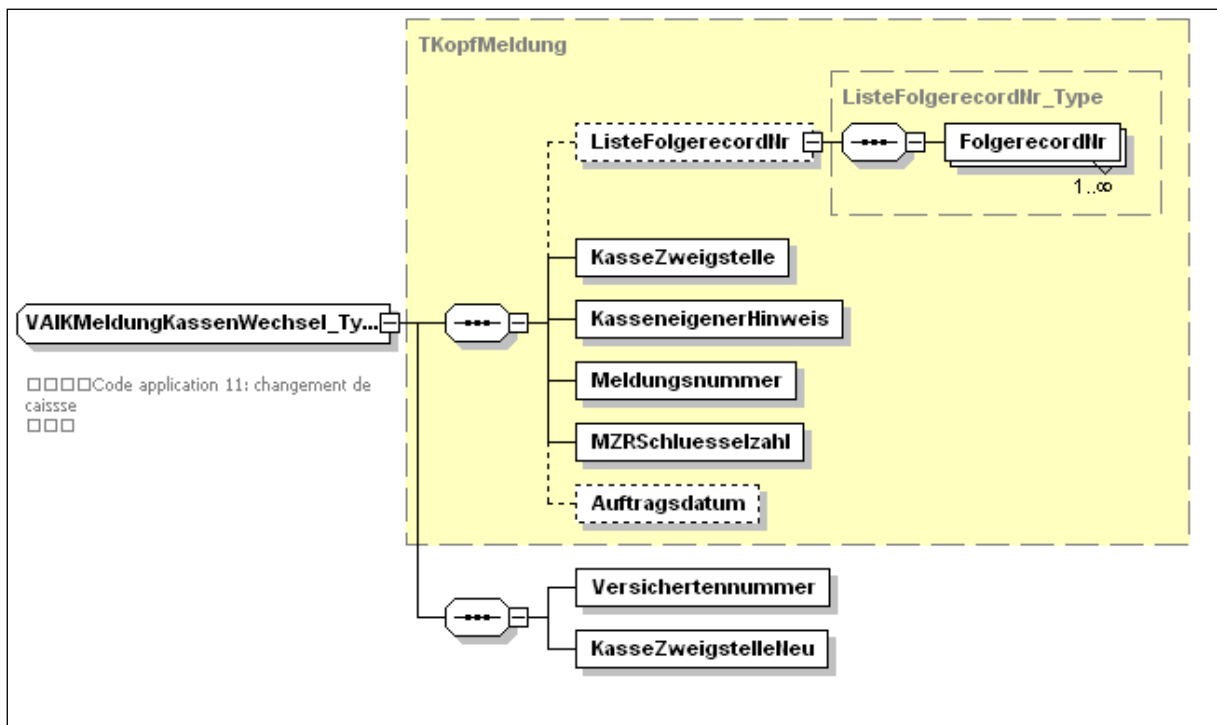 TKopfMeldung
ListeFolgerecordNr_Type
ListeFolgerecordNr
FolgerecordNr
1..∞
KasseZweigstelle
VAIKMeldungKassenWechsel_Ty...
KasseneigenerHinweis
Meldungsnummer
□□□□Code application 11: changement de
caissse
□□□
MZRSchluesselzahl
Auftragsdatum
Versichertennummer
KasseZweigstelleNeu